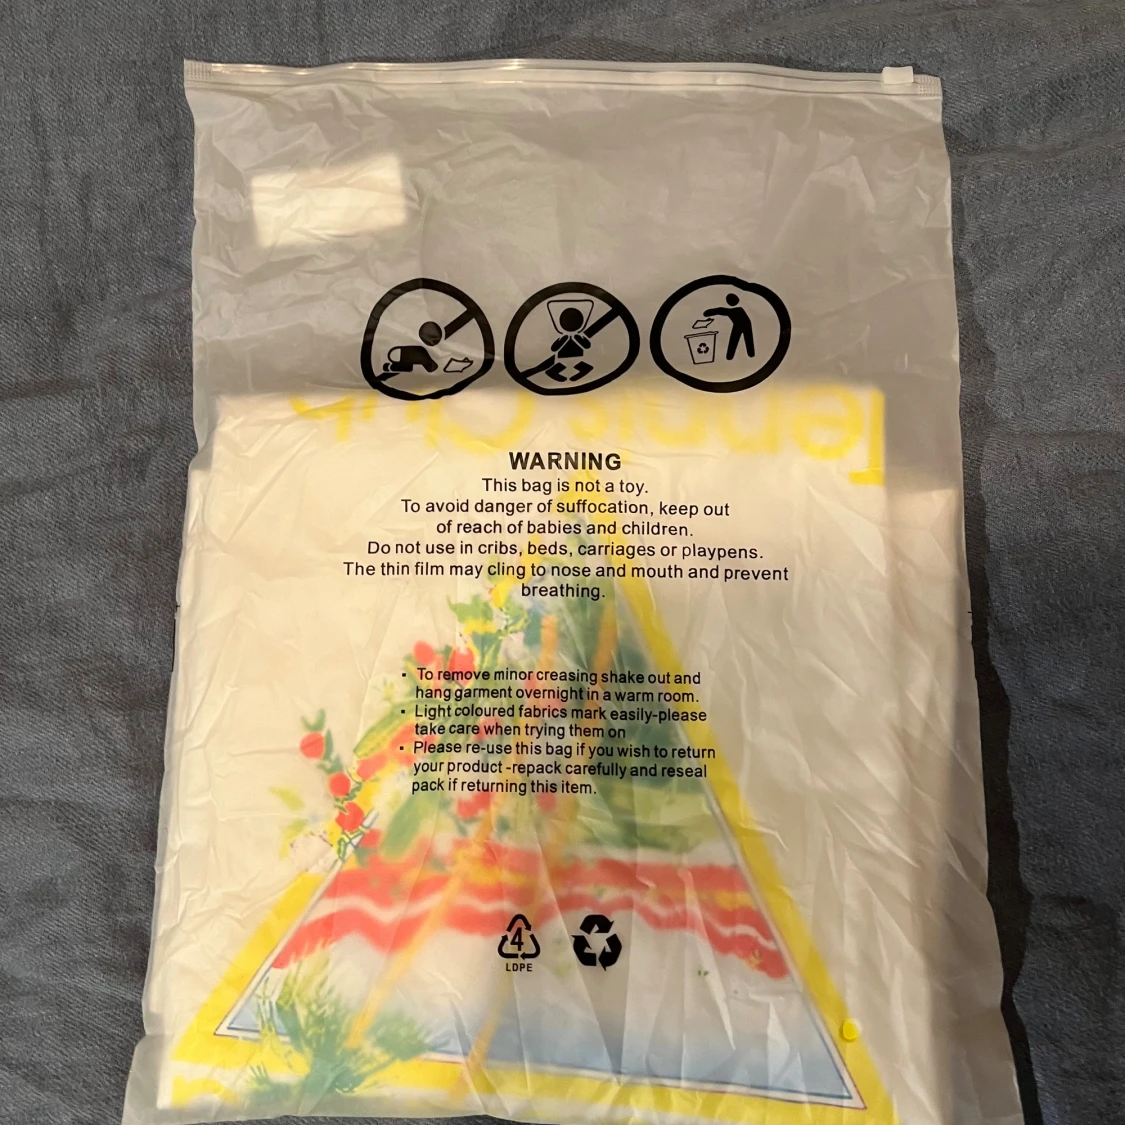 Tennis Club
WARNING
This bag is not a toy.
To avoid danger of suffocation, keep out
of reach of babies and children.
Do not use in cribs, beds, carriages or playpens.
The thin film may cling to nose and mouth and prevent
breathing.
▪ To remove minor creasing shake out and
hang garment overnight in a warm room.
▪ Light coloured fabrics mark easily-please
take care when trying them on
▪ Please re-use this bag if you wish to return
your product -repack carefully and reseal
pack if returning this item.
4
LDPE